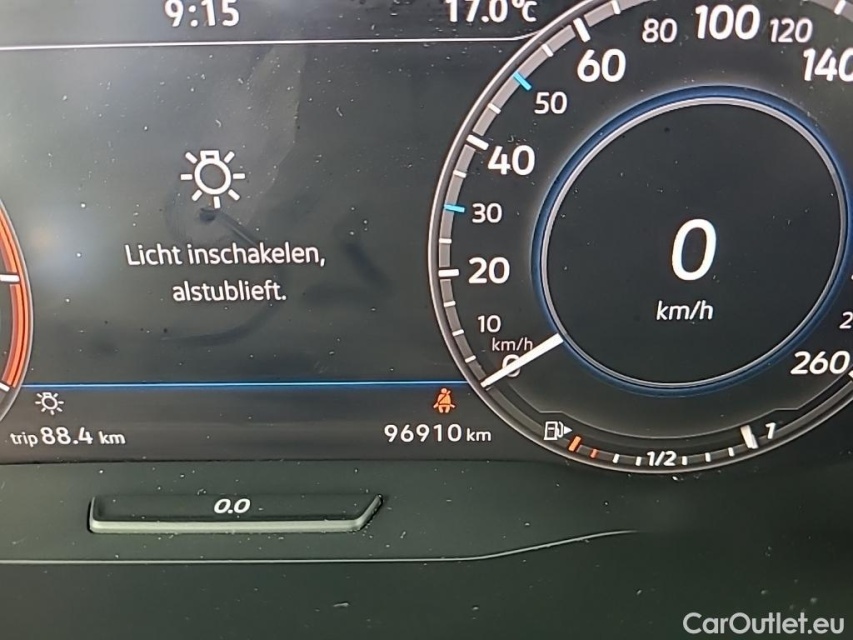 9:15
17.0°C
80 100 120
60 140
50
40
30
20
10
km/h
0
0
km/h
260
Licht inschakelen,
alstublieft.
trip 88.4 km
96910 km
1/2 1
0.0
CarOutlet.eu